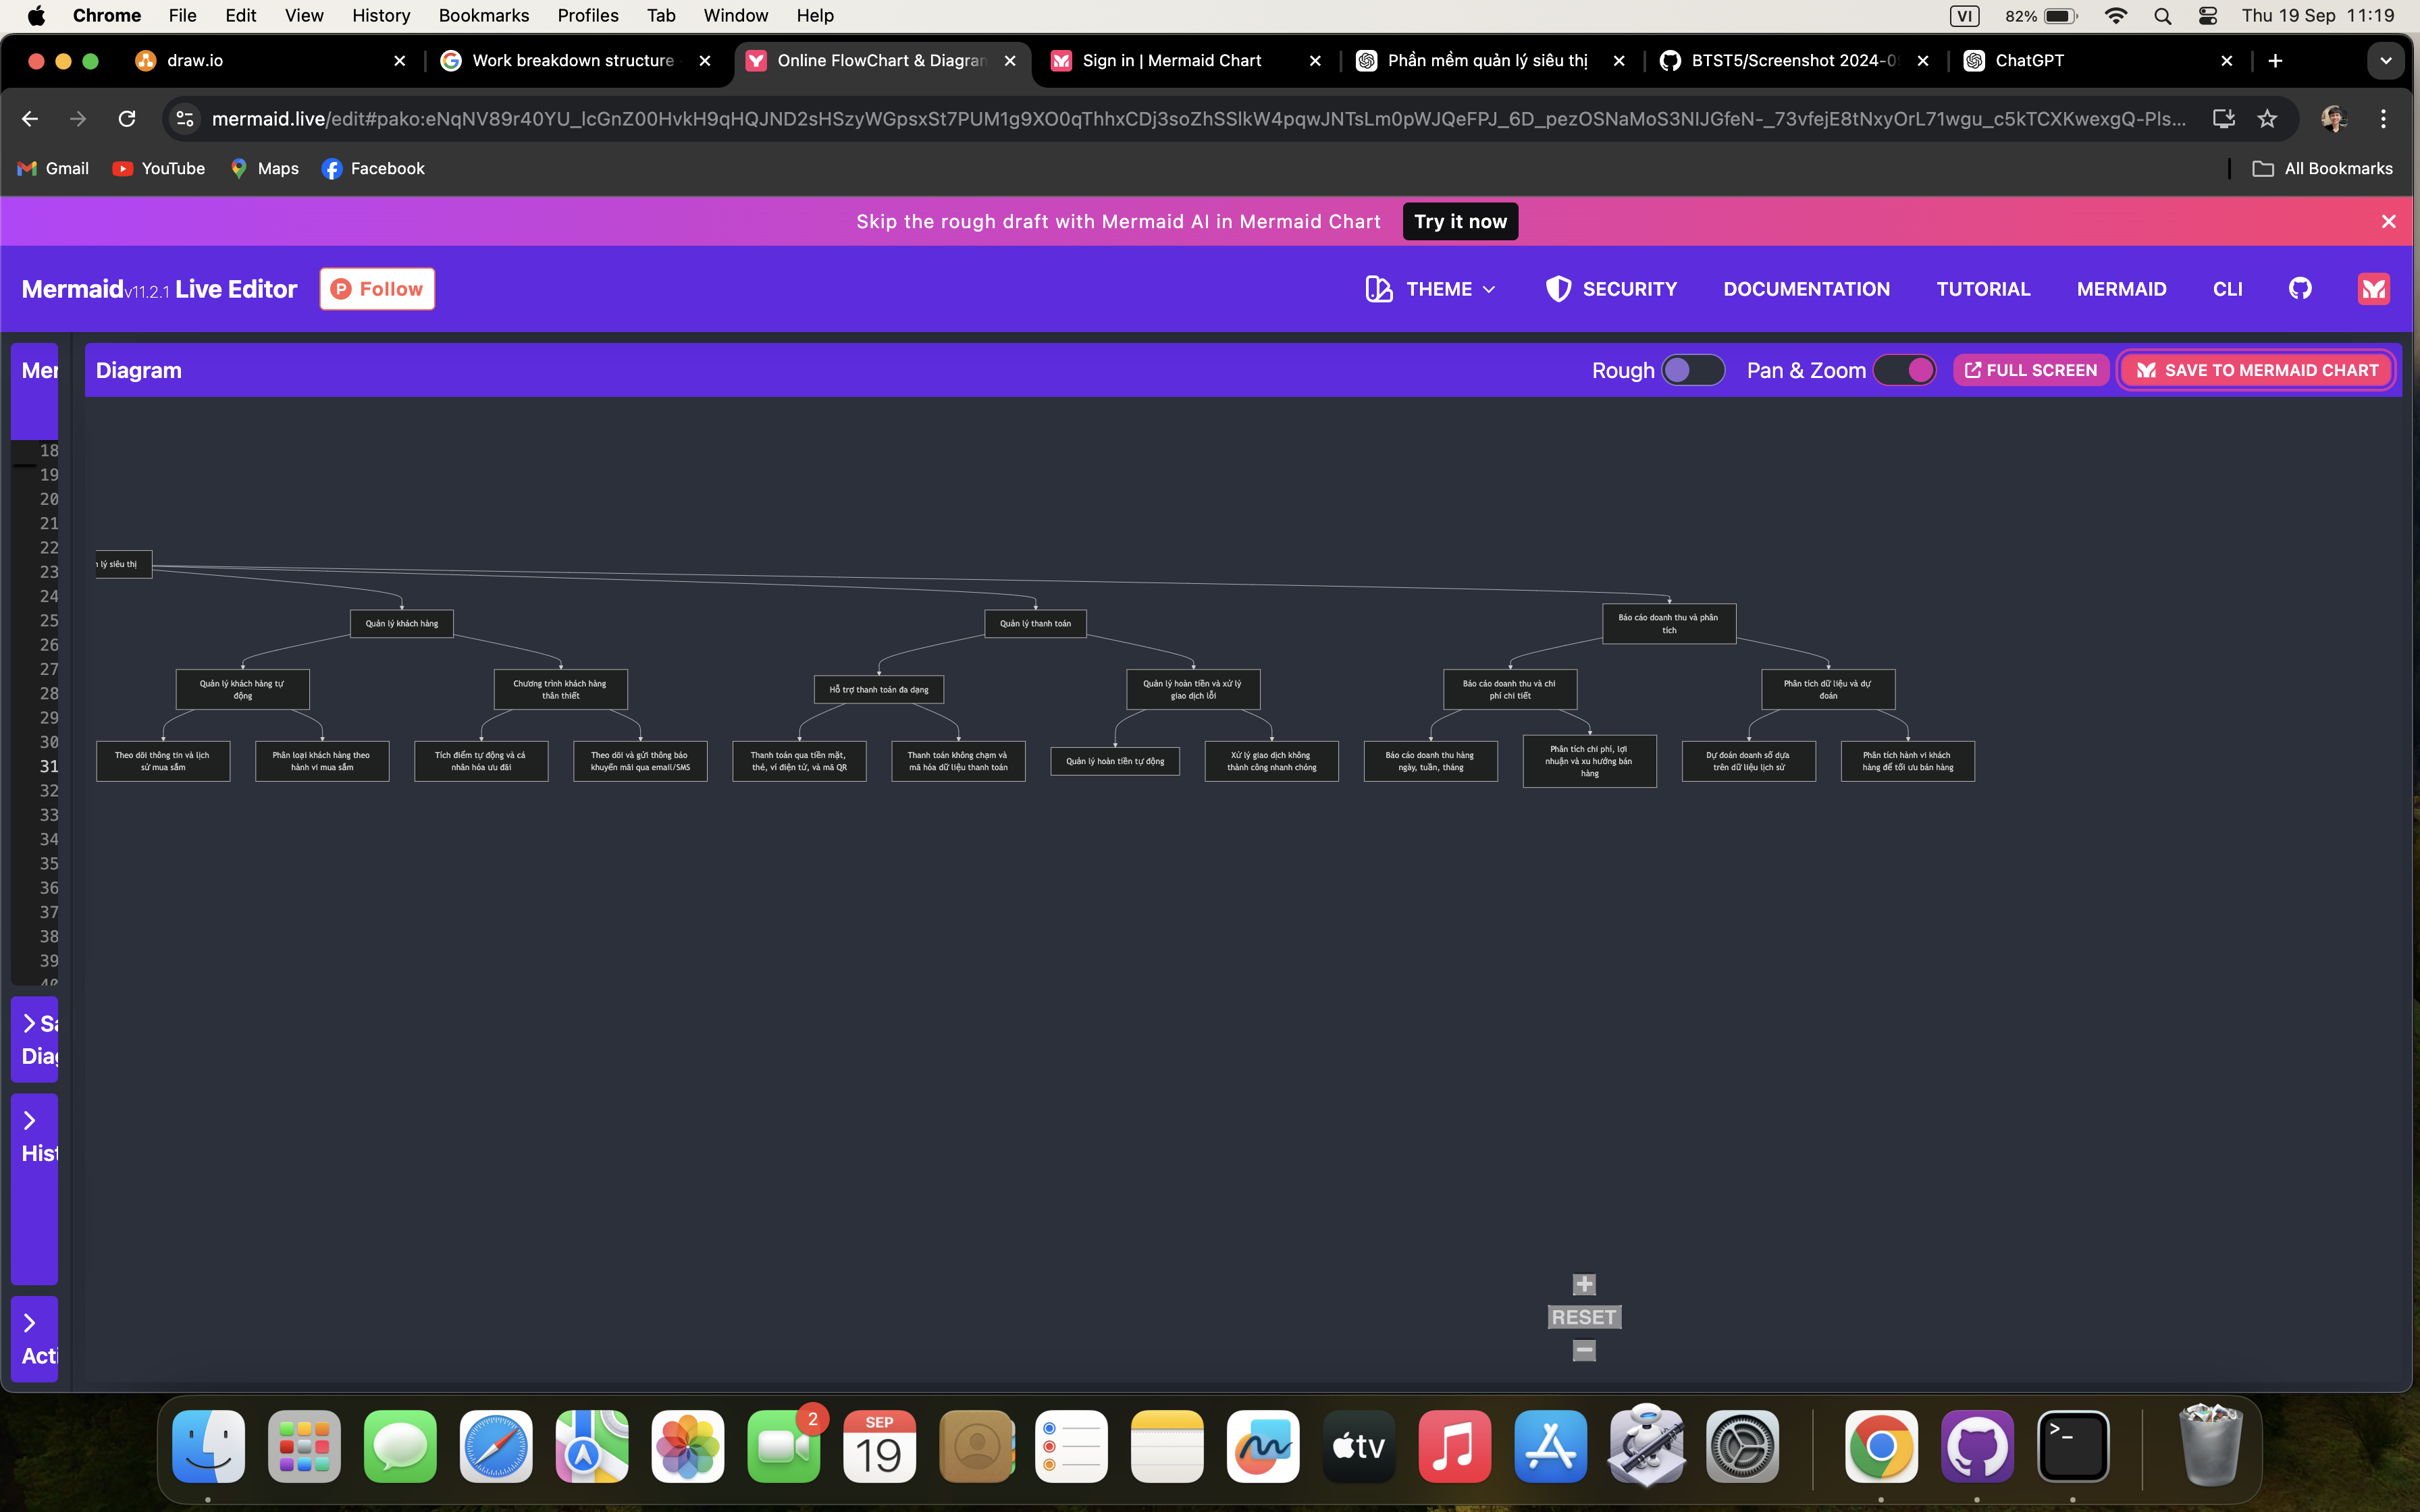 Chrome File Edit View History Bookmarks Profiles Tab Window Help VI 82% Thu 19 Sep 11:19
draw.io Work breakdown structure Online FlowChart & Diagran Sign in | Mermaid Chart Phần mềm quản lý siêu thị BTST5/Screenshot 2024-09 ChatGPT
Gmail YouTube Maps Facebook All Bookmarks
Skip the rough draft with Mermaid AI in Mermaid Chart Try it now
Mermaid v11.2.1 Live Editor Follow THEME SECURITY DOCUMENTATION TUTORIAL MERMAID CLI
Mer Diagram Rough Pan & Zoom FULL SCREEN SAVE TO MERMAID CHART
18
19
20
21
22
23
24
25
26
27
28
29
30
31
32
33
34
35
36
37
38
39
40
n lý siêu thị
Quản lý khách hàng
Quản lý thanh toán
Báo cáo doanh thu và phân
tích
Quản lý khách hàng tự
động
Chương trình khách hàng
thân thiết
Hỗ trợ thanh toán đa dạng
Quản lý hoàn tiền và xử lý
giao dịch lỗi
Báo cáo doanh thu và chi
phí chi tiết
Phân tích dữ liệu và dự
đoán
Theo dõi thông tin và lịch
sử mua sắm
Phân loại khách hàng theo
hành vi mua sắm
Tích điểm tự động và cá
nhân hóa ưu đãi
Theo dõi và gửi thông báo
khuyến mãi qua email/SMS
Thanh toán qua tiền mặt,
thẻ, ví điện tử, và mã QR
Thanh toán không chạm và
mã hóa dữ liệu thanh toán
Quản lý hoàn tiền tự động
Xử lý giao dịch không
thành công nhanh chóng
Báo cáo doanh thu hàng
ngày, tuần, tháng
Phân tích chi phí, lợi
nhuận và xu hướng bán
hàng
Dự đoán doanh số dựa
trên dữ liệu lịch sử
Phân tích hành vi khách
hàng để tối ưu bán hàng
Sa
Diag
Hist
Acti
RESET
2
SEP
19
tv